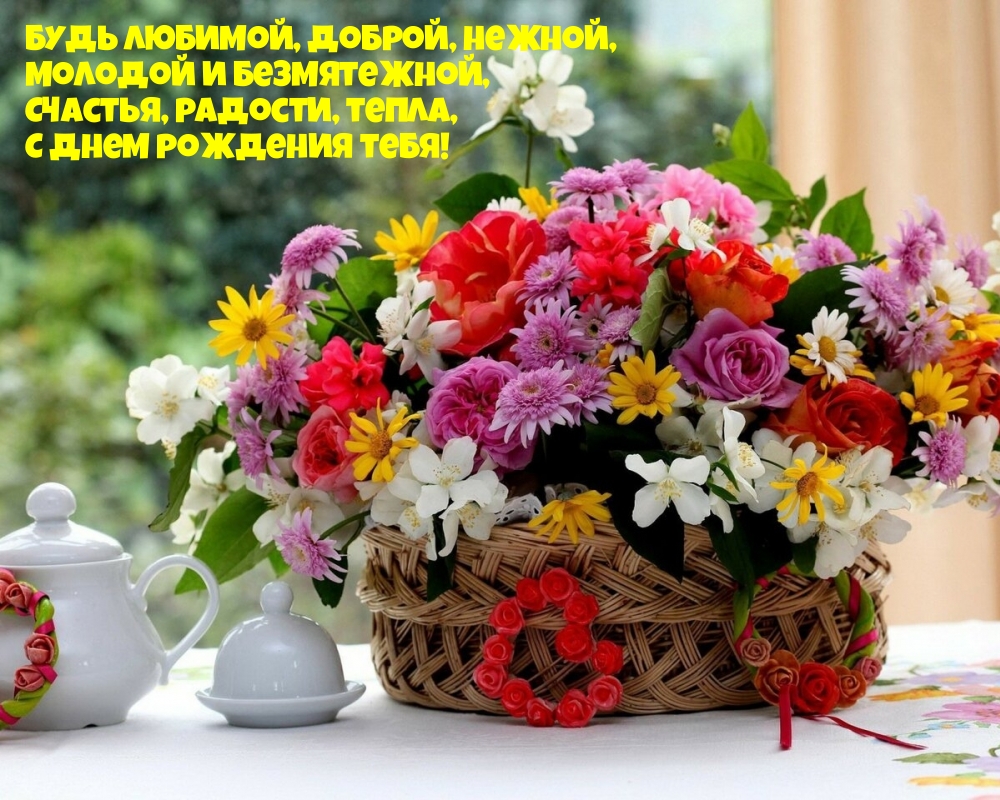 Будь любимой, доброй, нежной,
молодой и безмятежной,
счастья, радости, тепла,
с днем рождения тебя!